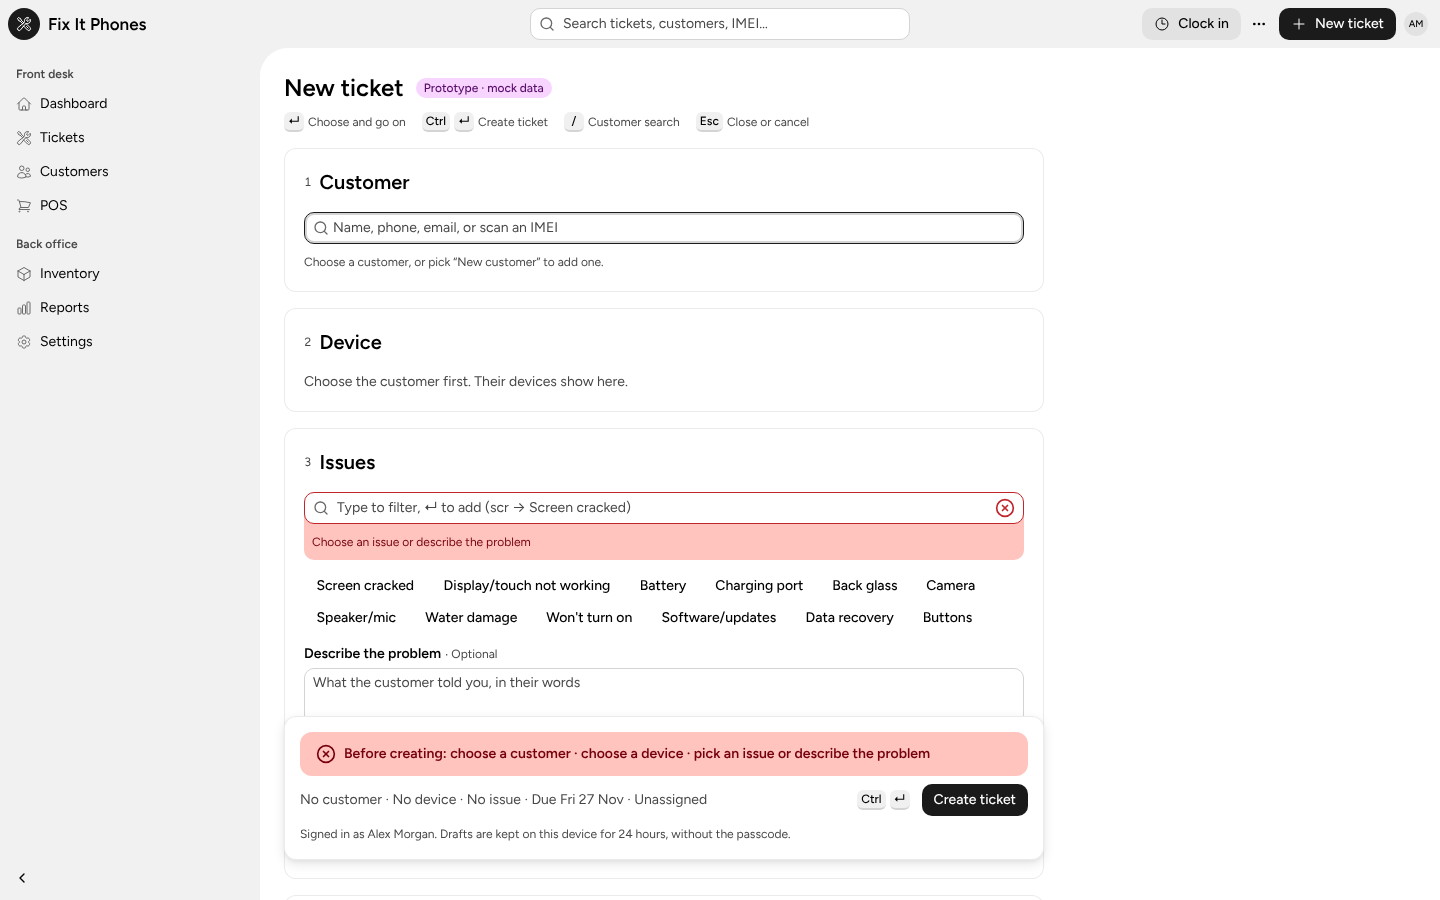 Fix It Phones
Search tickets, customers, IMEI...
Clock in
New ticket
AM
Front desk
Dashboard
Tickets
Customers
POS
Back office
Inventory
Reports
Settings
New ticket
Prototype · mock data
↵ Choose and go on
Ctrl ↵ Create ticket
/ Customer search
Esc Close or cancel
1 Customer
Name, phone, email, or scan an IMEI
Choose a customer, or pick “New customer” to add one.
2 Device
Choose the customer first. Their devices show here.
3 Issues
Type to filter, ↵ to add (scr → Screen cracked)
Choose an issue or describe the problem
Screen cracked Display/touch not working Battery Charging port Back glass Camera
Speaker/mic Water damage Won't turn on Software/updates Data recovery Buttons
Describe the problem · Optional
What the customer told you, in their words
Before creating: choose a customer · choose a device · pick an issue or describe the problem
No customer · No device · No issue · Due Fri 27 Nov · Unassigned
Ctrl ↵ Create ticket
Signed in as Alex Morgan. Drafts are kept on this device for 24 hours, without the passcode.